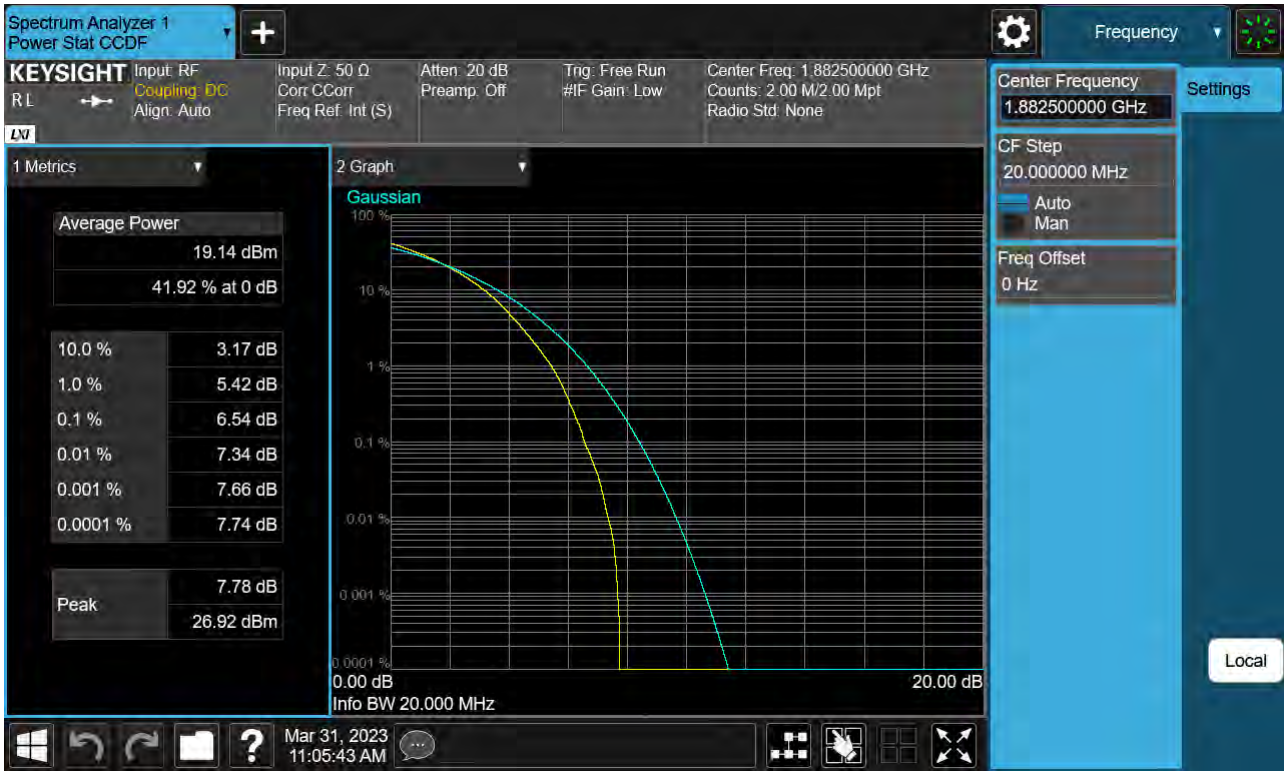 Spectrum Analyzer 1
Power Stat CCDF
Frequency
KEYSIGHT
RL
LXI
Input: RF
Coupling: DC
Align: Auto
Input Z: 50 Ω
Corr CCorr
Freq Ref: Int (S)
Atten: 20 dB
Preamp: Off
Trig: Free Run
#IF Gain: Low
Center Freq: 1.882500000 GHz
Counts: 2.00 M/2.00 Mpt
Radio Std: None
1 Metrics
Average Power
19.14 dBm
41.92 % at 0 dB
10.0 % 3.17 dB
1.0 % 5.42 dB
0.1 % 6.54 dB
0.01 % 7.34 dB
0.001 % 7.66 dB
0.0001 % 7.74 dB
Peak
7.78 dB
26.92 dBm
2 Graph
Gaussian
100 %
10 %
1 %
0.1 %
0.01 %
0.001 %
0.0001 %
0.00 dB 20.00 dB
Info BW 20.000 MHz
Center Frequency
1.882500000 GHz
CF Step
20.000000 MHz
Auto
Man
Freq Offset
0 Hz
Settings
Local
?
Mar 31, 2023
11:05:43 AM